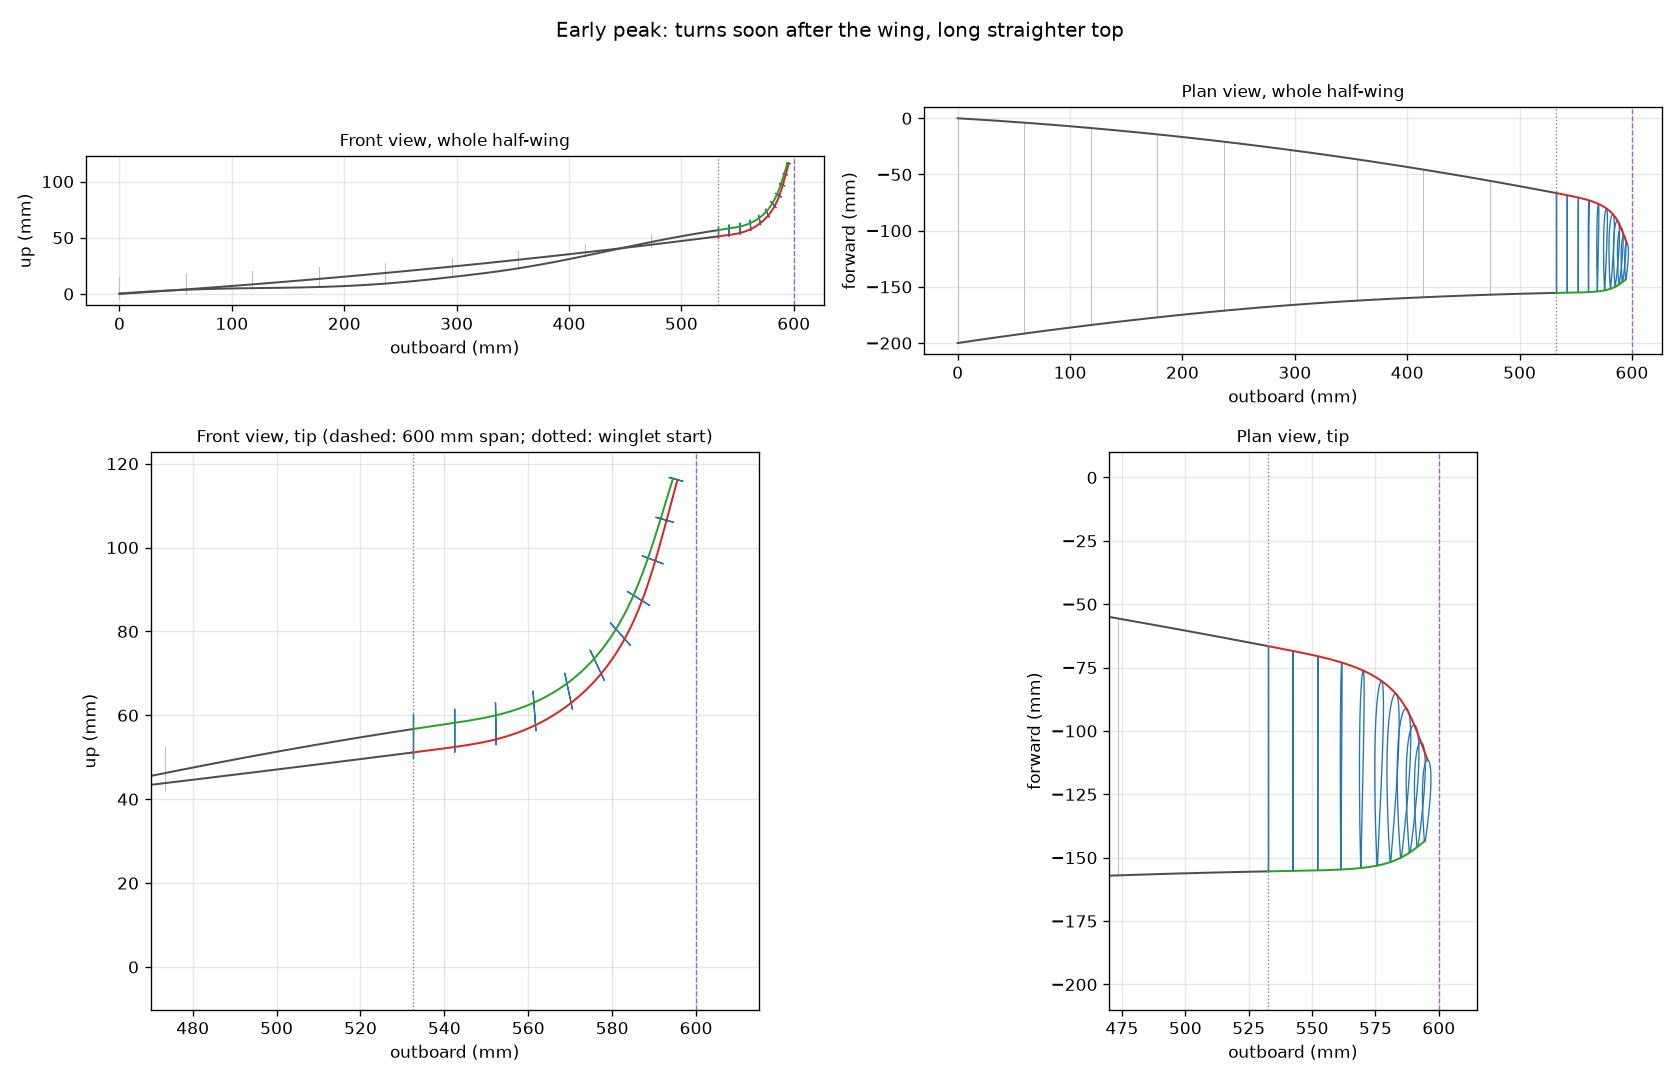 Early peak: turns soon after the wing, long straighter top
Front view, whole half-wing
up (mm)
100
50
0
0 100 200 300 400 500 600
outboard (mm)
Plan view, whole half-wing
forward (mm)
0
−50
−100
−150
−200
0 100 200 300 400 500 600
outboard (mm)
Front view, tip (dashed: 600 mm span; dotted: winglet start)
up (mm)
120
100
80
60
40
20
0
480 500 520 540 560 580 600
outboard (mm)
Plan view, tip
forward (mm)
0
−25
−50
−75
−100
−125
−150
−175
−200
475 500 525 550 575 600
outboard (mm)